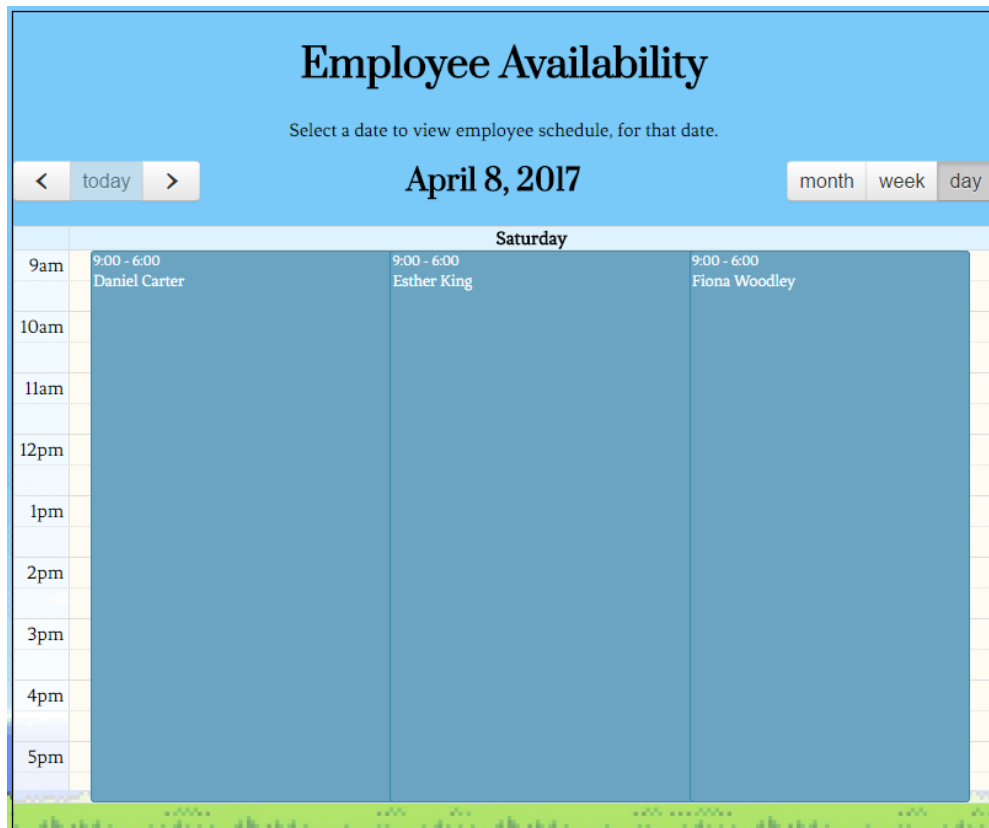 Employee Availability
Select a date to view employee schedule, for that date.
today
April 8, 2017
month week day
Saturday
9am
9:00 - 6:00
Daniel Carter
9:00 - 6:00
Esther King
9:00 - 6:00
Fiona Woodley
10am
11am
12pm
1pm
2pm
3pm
4pm
5pm